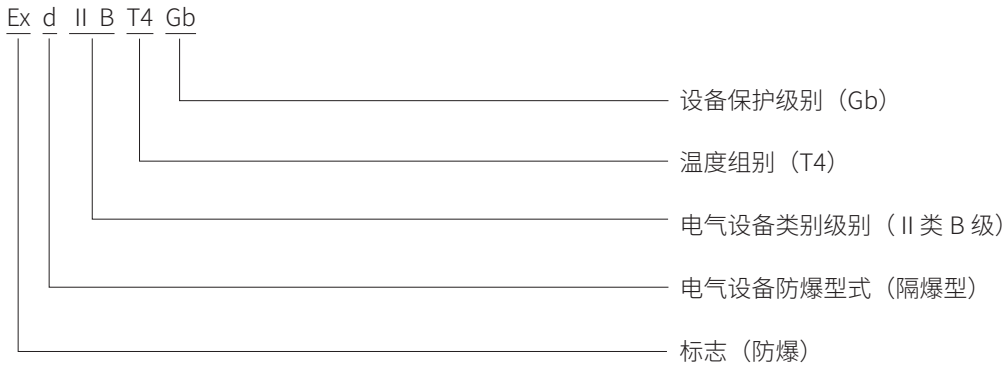 Ex d II B T4 Gb
设备保护级别（Gb）
温度组别（T4）
电气设备类别级别（II 类 B 级）
电气设备防爆型式（隔爆型）
标志（防爆）